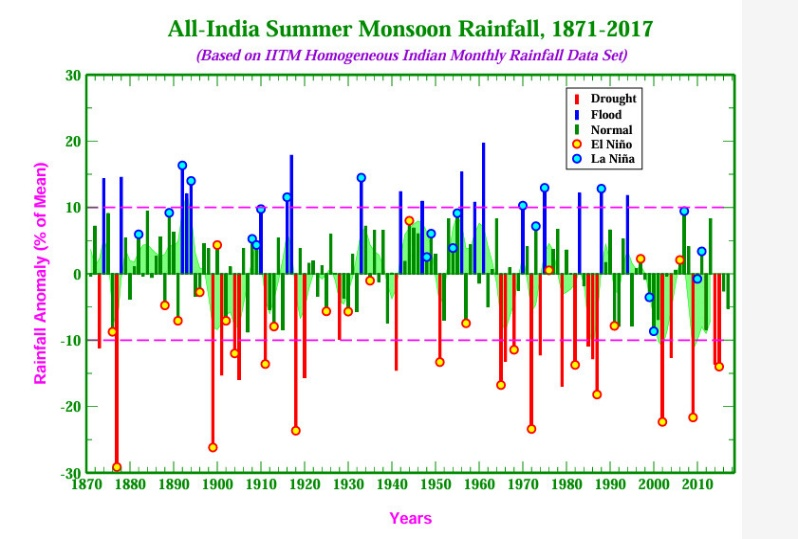 All-India Summer Monsoon Rainfall, 1871-2017
(Based on IITM Homogeneous Indian Monthly Rainfall Data Set)
Rainfall Anomaly (% of Mean)
30
20
10
0
-10
-20
-30
Drought
Flood
Normal
El Niño
La Niña
1870 1880 1890 1900 1910 1920 1930 1940 1950 1960 1970 1980 1990 2000 2010
Years